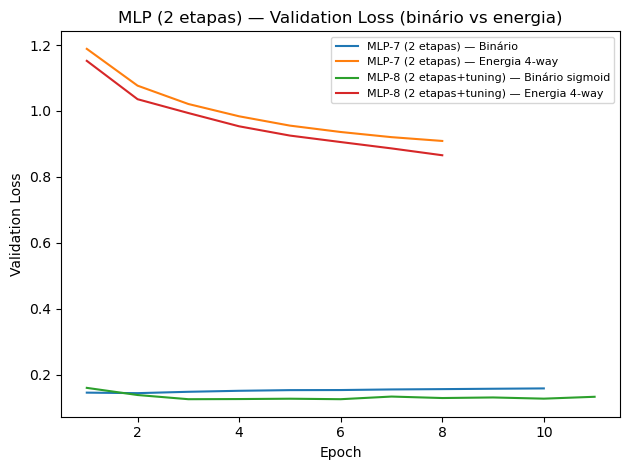 MLP (2 etapas) — Validation Loss (binário vs energia)
MLP-7 (2 etapas) — Binário
MLP-7 (2 etapas) — Energia 4-way
MLP-8 (2 etapas+tuning) — Binário sigmoid
MLP-8 (2 etapas+tuning) — Energia 4-way
Validation Loss
1.2
1.0
0.8
0.6
0.4
0.2
2 4 6 8 10
Epoch